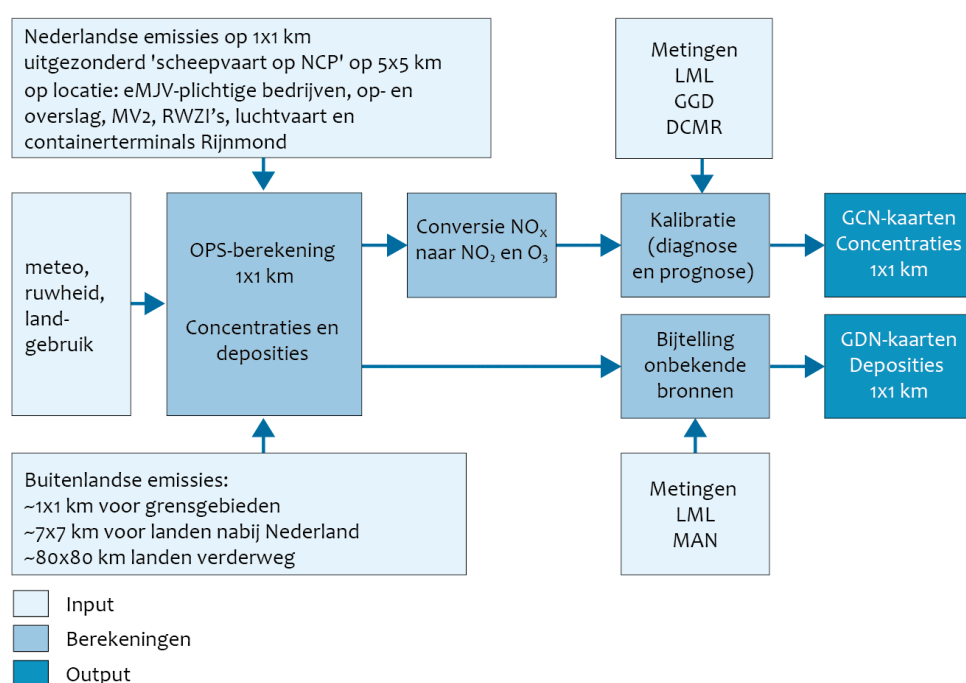 Nederlandse emissies op 1x1 km
uitgezonderd 'scheepvaart op NCP' op 5x5 km
op locatie: eMJV-plichtige bedrijven, op- en
overslag, MV2, RWZI's, luchtvaart en
containerterminals Rijnmond
Metingen
LML
GGD
DCMR
meteo,
ruwheid,
land-
gebruik
OPS-berekening
1x1 km
Concentraties en
deposities
Conversie NOₓ
naar NO₂ en O₃
Kalibratie
(diagnose
en prognose)
GCN-kaarten
Concentraties
1x1 km
Bijtelling
onbekende
bronnen
GDN-kaarten
Deposities
1x1 km
Buitenlandse emissies:
~1x1 km voor grensgebieden
~7x7 km voor landen nabij Nederland
~80x80 km landen verderweg
Metingen
LML
MAN
Input
Berekeningen
Output